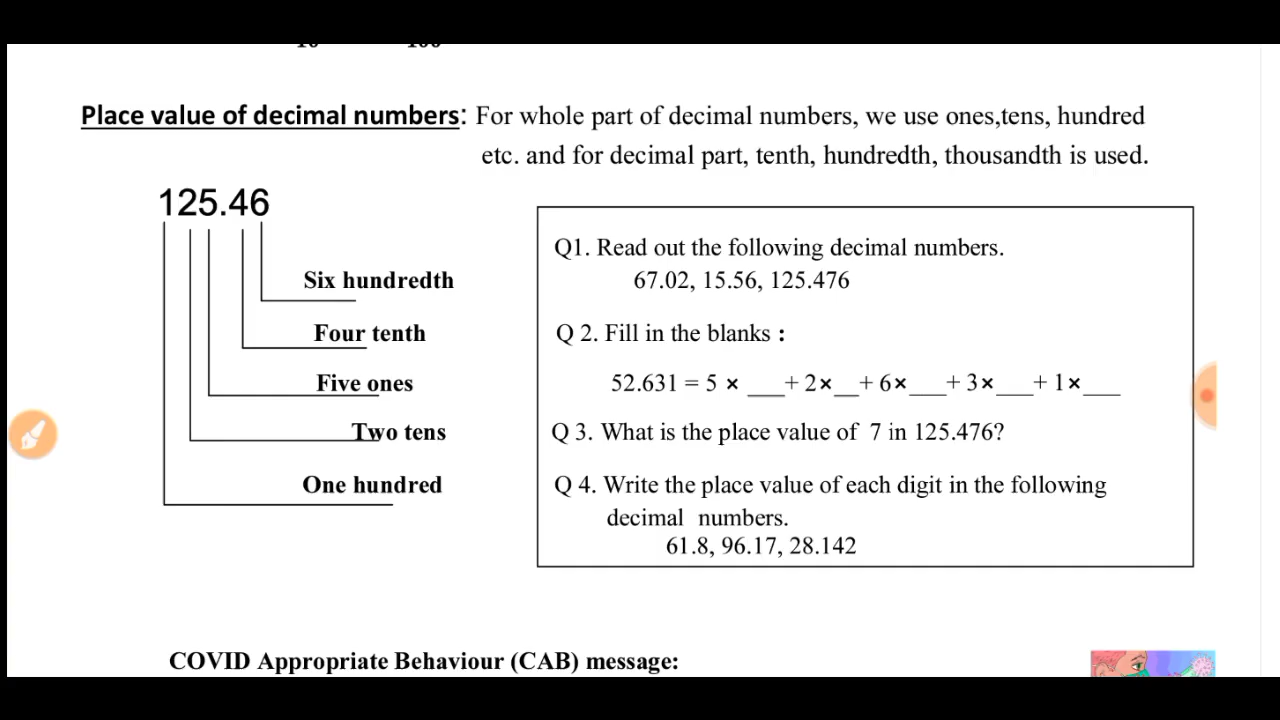 Place value of decimal numbers: For whole part of decimal numbers, we use ones,tens, hundred
etc. and for decimal part, tenth, hundredth, thousandth is used.
125.46
Six hundredth
Four tenth
Five ones
Two tens
One hundred
Q1. Read out the following decimal numbers.
67.02, 15.56, 125.476
Q 2. Fill in the blanks :
52.631 = 5 × ___+ 2×__+ 6×___+ 3×___+ 1×___
Q 3. What is the place value of 7 in 125.476?
Q 4. Write the place value of each digit in the following
decimal numbers.
61.8, 96.17, 28.142
COVID Appropriate Behaviour (CAB) message: